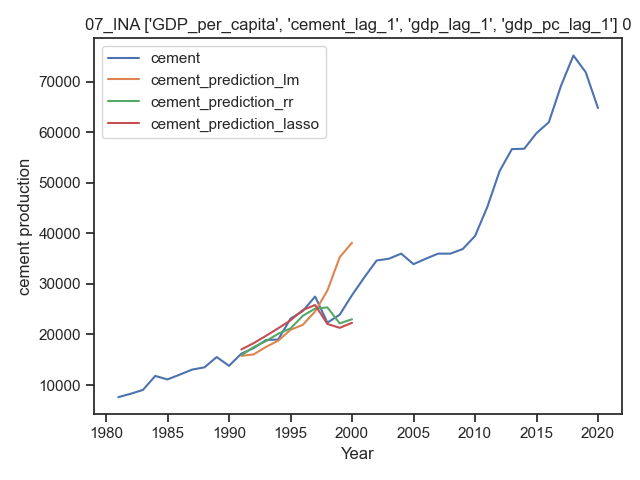 07_INA ['GDP_per_capita', 'cement_lag_1', 'gdp_lag_1', 'gdp_pc_lag_1'] 0
cement
cement_prediction_lm
cement_prediction_rr
cement_prediction_lasso
70000
60000
50000
40000
30000
20000
10000
cement production
1980 1985 1990 1995 2000 2005 2010 2015 2020
Year